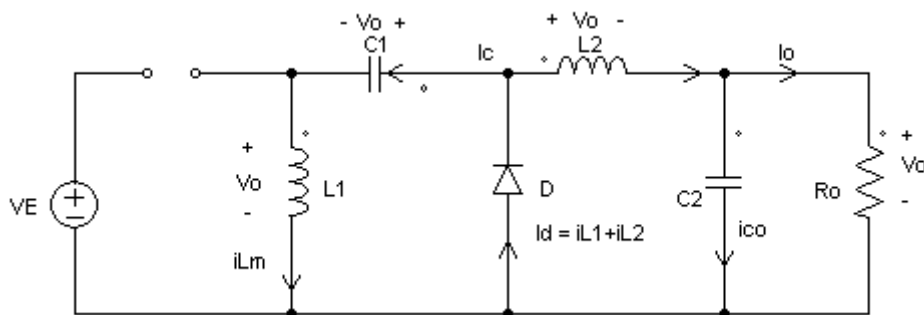 - Vo +
C1
Ic
+ Vo -
L2
Io
+
Vo
-
L1
VE
D
C2
Ro
+
Vo
-
Id = iL1+iL2
iLm
ico